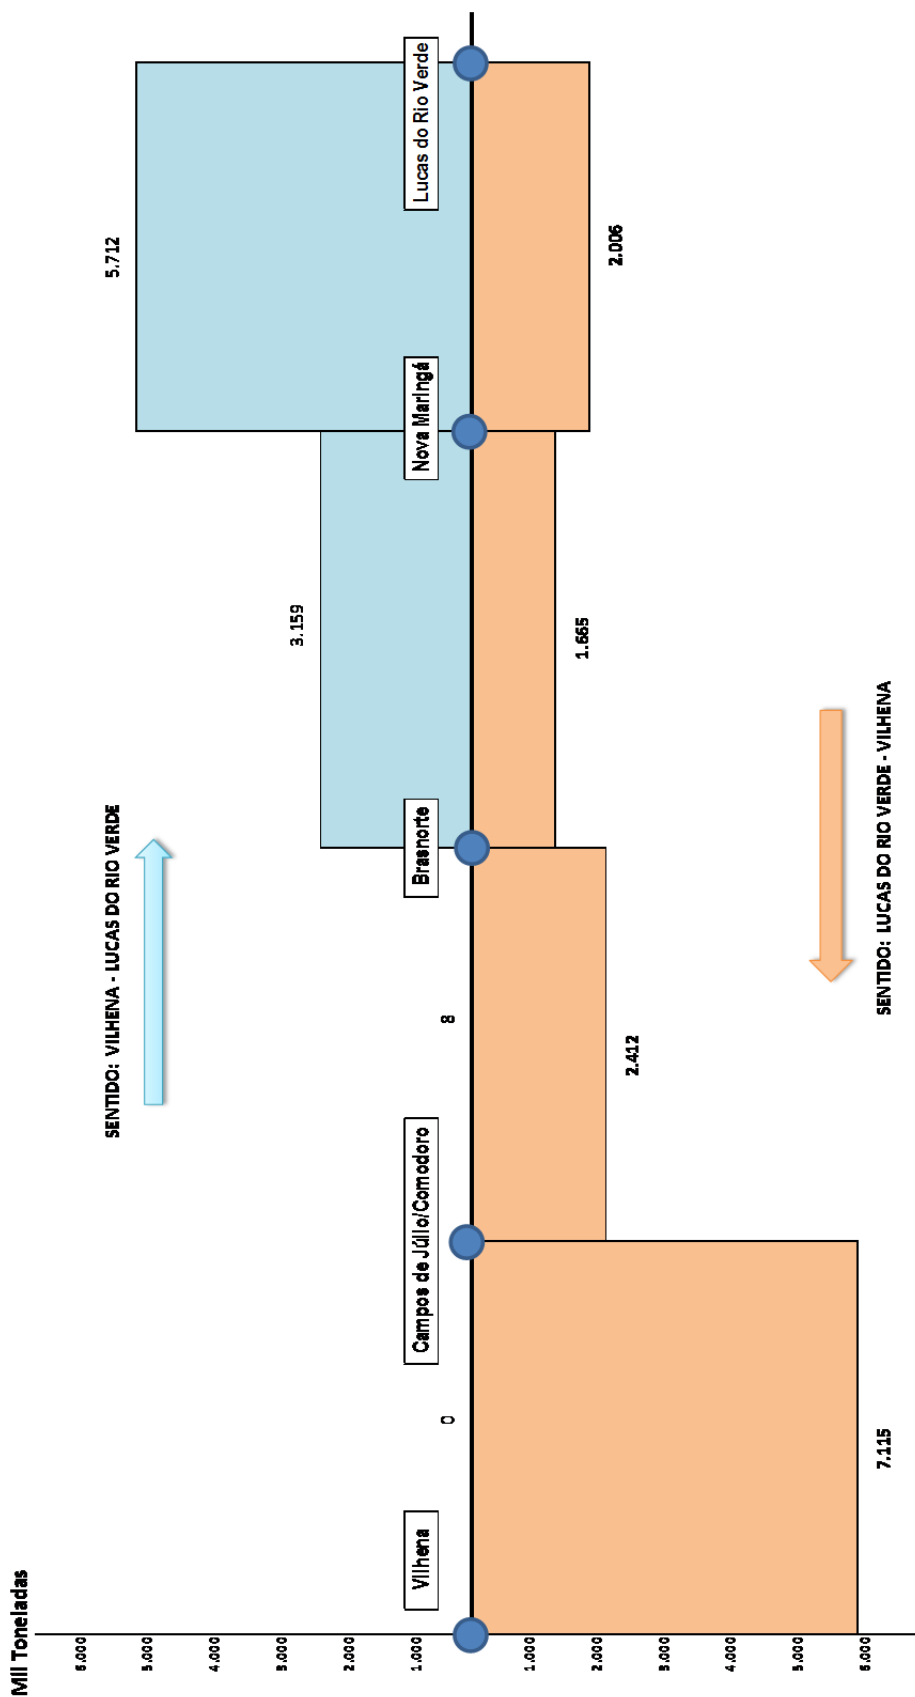 Mil Toneladas
6.000
5.000
4.000
3.000
2.000
1.000
1.000
2.000
3.000
4.000
5.000
6.000
SENTIDO: VILHENA - LUCAS DO RIO VERDE
0
8
3.159
5.712
Vilhena
Campos de Júlio/Comodoro
Brasnorte
Nova Maringá
Lucas do Rio Verde
7.115
2.412
1.665
2.006
SENTIDO: LUCAS DO RIO VERDE - VILHENA